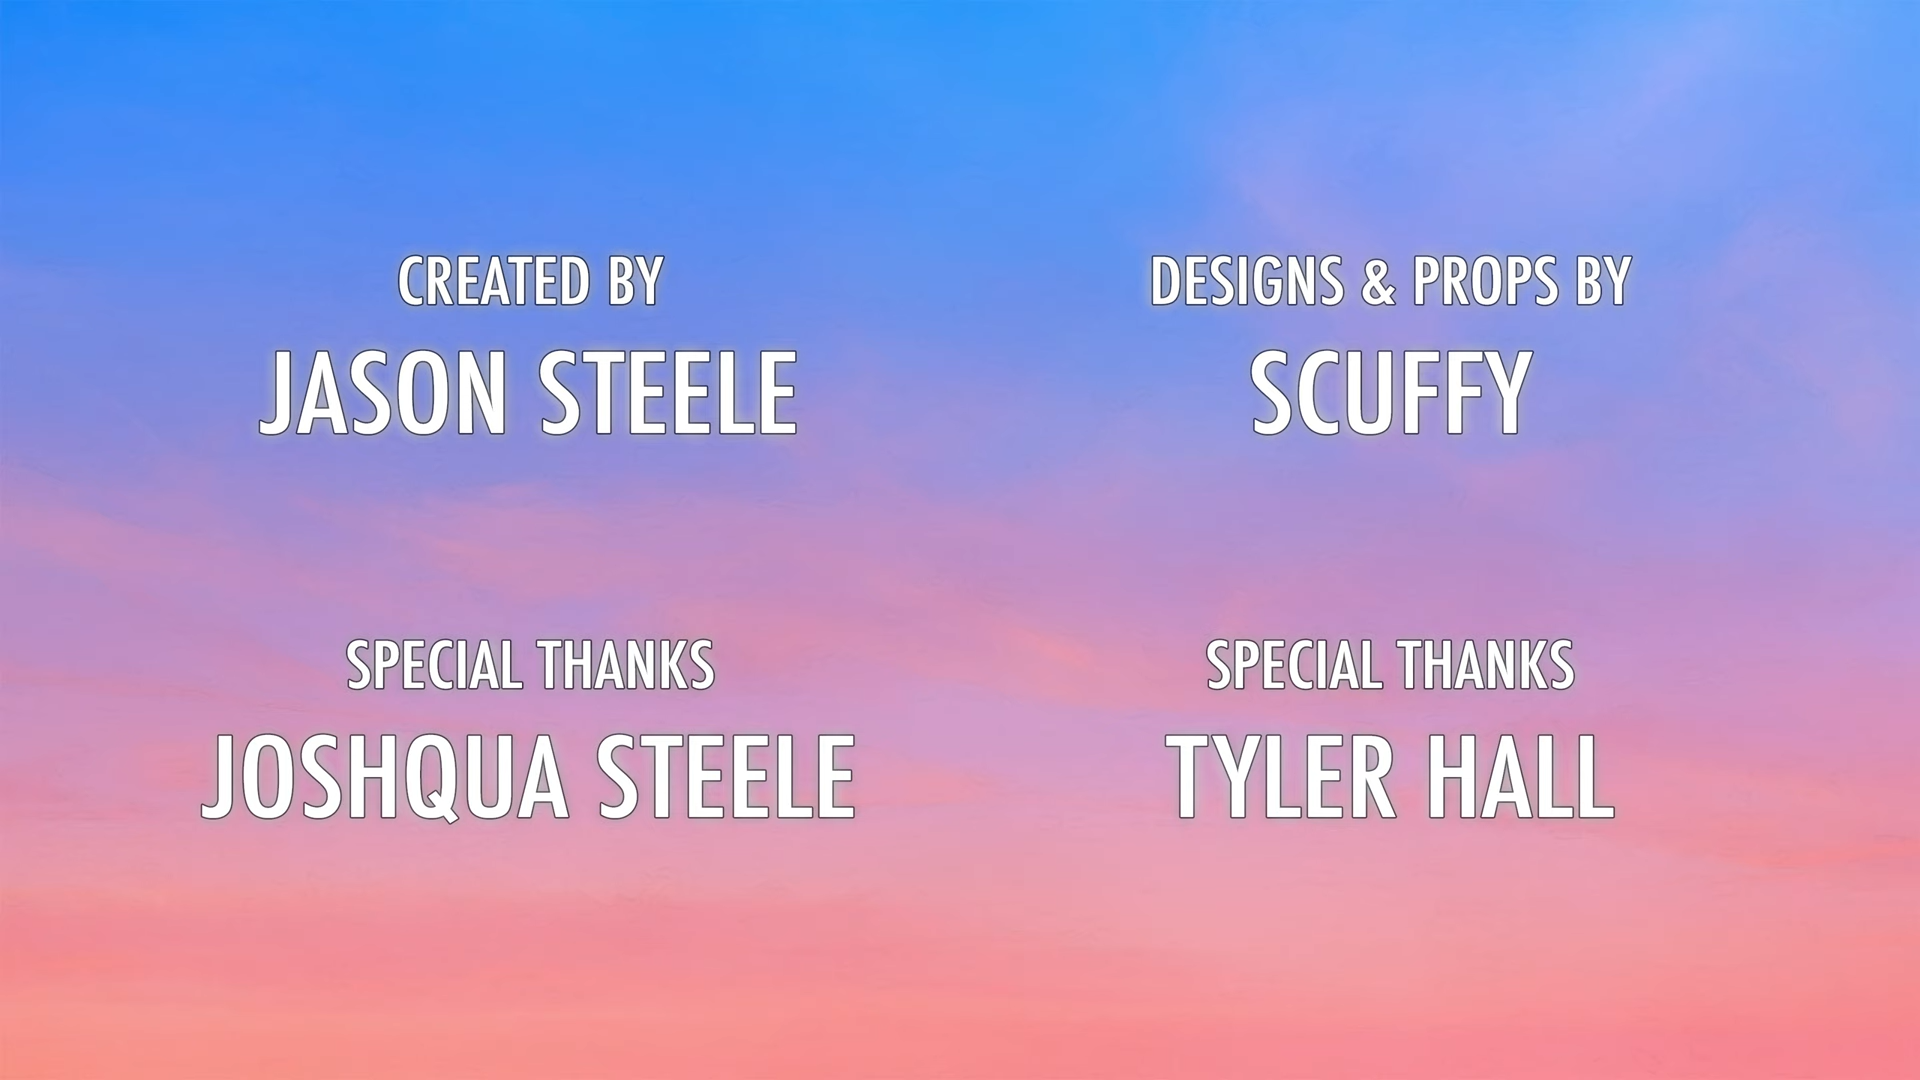 CREATED BY
JASON STEELE
DESIGNS & PROPS BY
SCUFFY
SPECIAL THANKS
JOSHQUA STEELE
SPECIAL THANKS
TYLER HALL